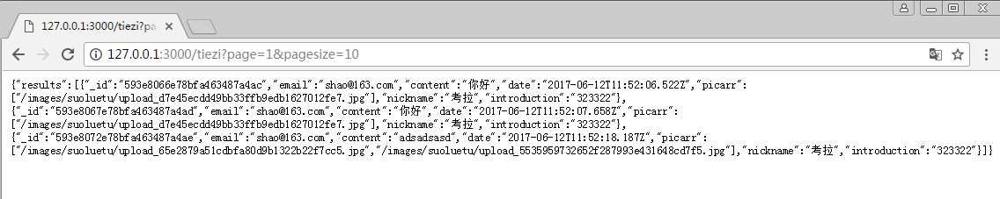 127.0.0.1:3000/tiezi?pa
127.0.0.1:3000/tiezi?page=1&pagesize=10
{"results":[{"_id":"593e8066e78bfa463487a4ac","email":"shao@163.com","content":"你好","date":"2017-06-12T11:52:06.522Z","picarr":
["/images/suoluetu/upload_d7e45ecdd49bb33ffb9edb1627012fe7.jpg"],"nickname":"考拉","introduction":"323322"},
{"_id":"593e8067e78bfa463487a4ad","email":"shao@163.com","content":"你好","date":"2017-06-12T11:52:07.658Z","picarr":
["/images/suoluetu/upload_d7e45ecdd49bb33ffb9edb1627012fe7.jpg"],"nickname":"考拉","introduction":"323322"},
{"_id":"593e8072e78bfa463487a4ae","email":"shao@163.com","content":"adsadsasd","date":"2017-06-12T11:52:18.187Z","picarr":
["/images/suoluetu/upload_65e2879a51cdbfa80d9b1322b22f7cc5.jpg","/images/suoluetu/upload_5535959732652f287993e431648cd7f5.jpg"],"nickname":"考拉","introduction":"323322"}]}